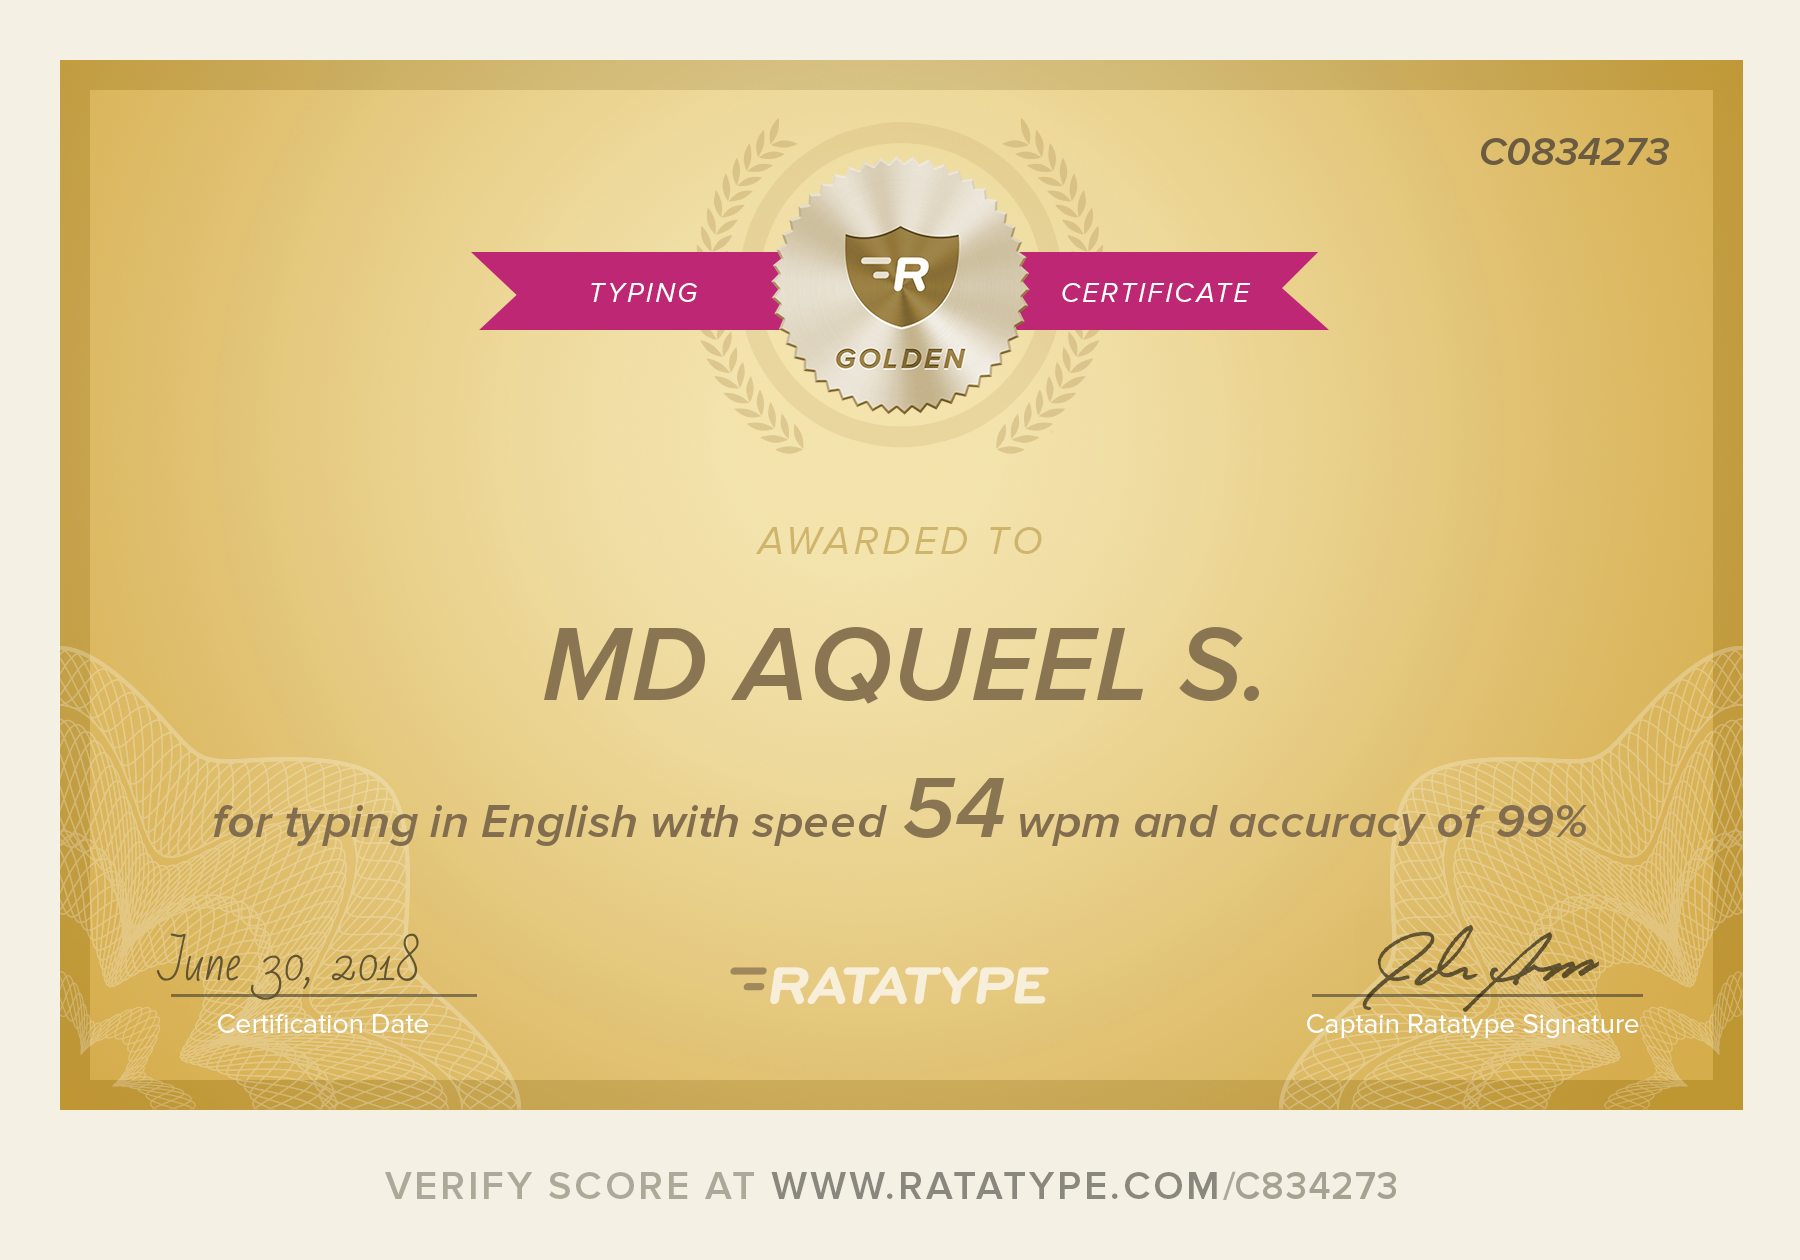 C0834273
TYPING
R
CERTIFICATE
GOLDEN
AWARDED TO
MD AQUEEL S.
for typing in English with speed 54 wpm and accuracy of 99%
June 30, 2018
RATATYPE
Certification Date
Captain Ratatype Signature
VERIFY SCORE AT WWW.RATATYPE.COM/C834273